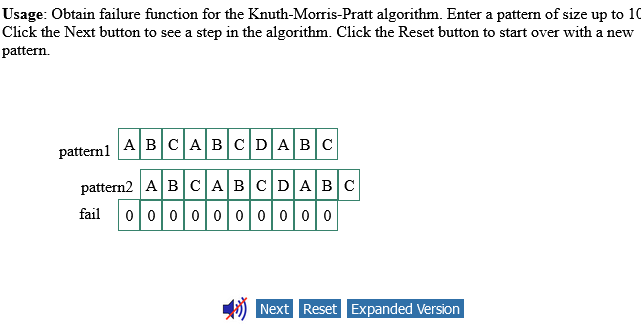 Usage: Obtain failure function for the Knuth-Morris-Pratt algorithm. Enter a pattern of size up to 10
Click the Next button to see a step in the algorithm. Click the Reset button to start over with a new
pattern.
pattern1 A B C A B C D A B C
pattern2 A B C A B C D A B C
fail 0 0 0 0 0 0 0 0 0 0
Next Reset Expanded Version